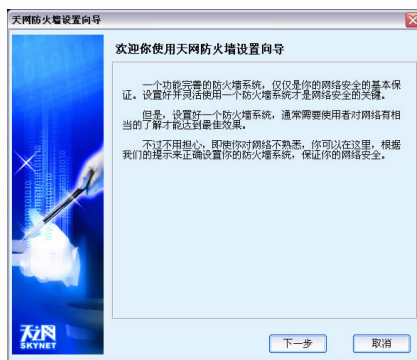 天网防火墙设置向导
欢迎你使用天网防火墙设置向导
一个功能完善的防火墙系统，仅仅是你的网络安全的基本保
证。设置好并灵活使用一个防火墙系统才是网络安全的关键。
但是，设置好一个防火墙系统，通常需要使用者对网络有相
当的了解才能达到最佳效果。
不过不用担心，即使你对网络不熟悉，你可以在这里，根据
我们的提示来正确设置你的防火墙系统，保证你的网络安全。
天网
SKYNET
下一步
取消